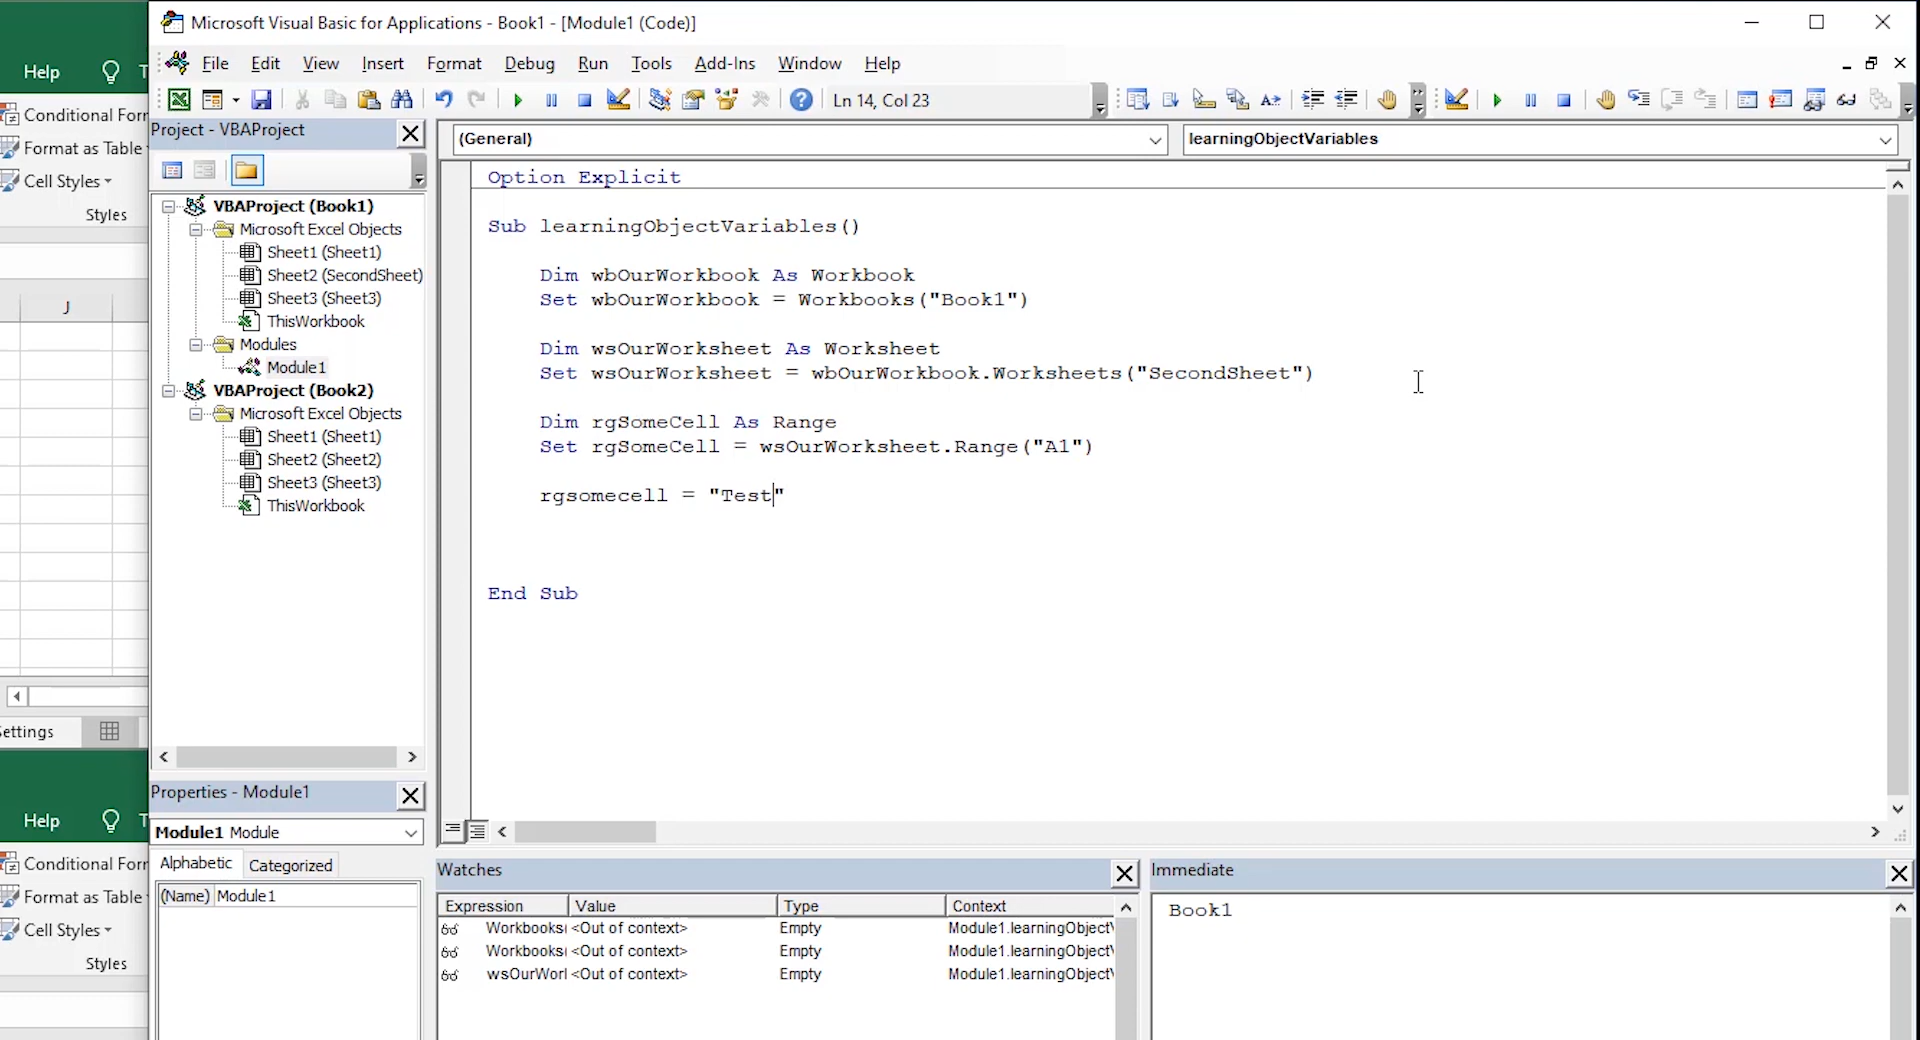 Microsoft Visual Basic for Applications - Book1 - [Module1 (Code)]
File Edit View Insert Format Debug Run Tools Add-Ins Window Help
Ln 14, Col 23
Help
Conditional Forn
Format as Table
Cell Styles
Styles
J
ettings
Help
Conditional Forn
Format as Table
Cell Styles
Styles
Project - VBAProject
VBAProject (Book1)
Microsoft Excel Objects
Sheet1 (Sheet1)
Sheet2 (SecondSheet)
Sheet3 (Sheet3)
ThisWorkbook
Modules
Module1
VBAProject (Book2)
Microsoft Excel Objects
Sheet1 (Sheet1)
Sheet2 (Sheet2)
Sheet3 (Sheet3)
ThisWorkbook
Properties - Module1
Module1 Module
Alphabetic Categorized
(Name) Module1
(General) learningObjectVariables
Option Explicit
Sub learningObjectVariables()
Dim wbOurWorkbook As Workbook
Set wbOurWorkbook = Workbooks("Book1")
Dim wsOurWorksheet As Worksheet
Set wsOurWorksheet = wbOurWorkbook.Worksheets("SecondSheet")
Dim rgSomeCell As Range
Set rgSomeCell = wsOurWorksheet.Range("A1")
rgsomecell = "Test"
End Sub
Watches
Expression Value Type Context
Workbooks( <Out of context> Empty Module1.learningObject
Workbooks( <Out of context> Empty Module1.learningObject
wsOurWorl <Out of context> Empty Module1.learningObject
Immediate
Book1